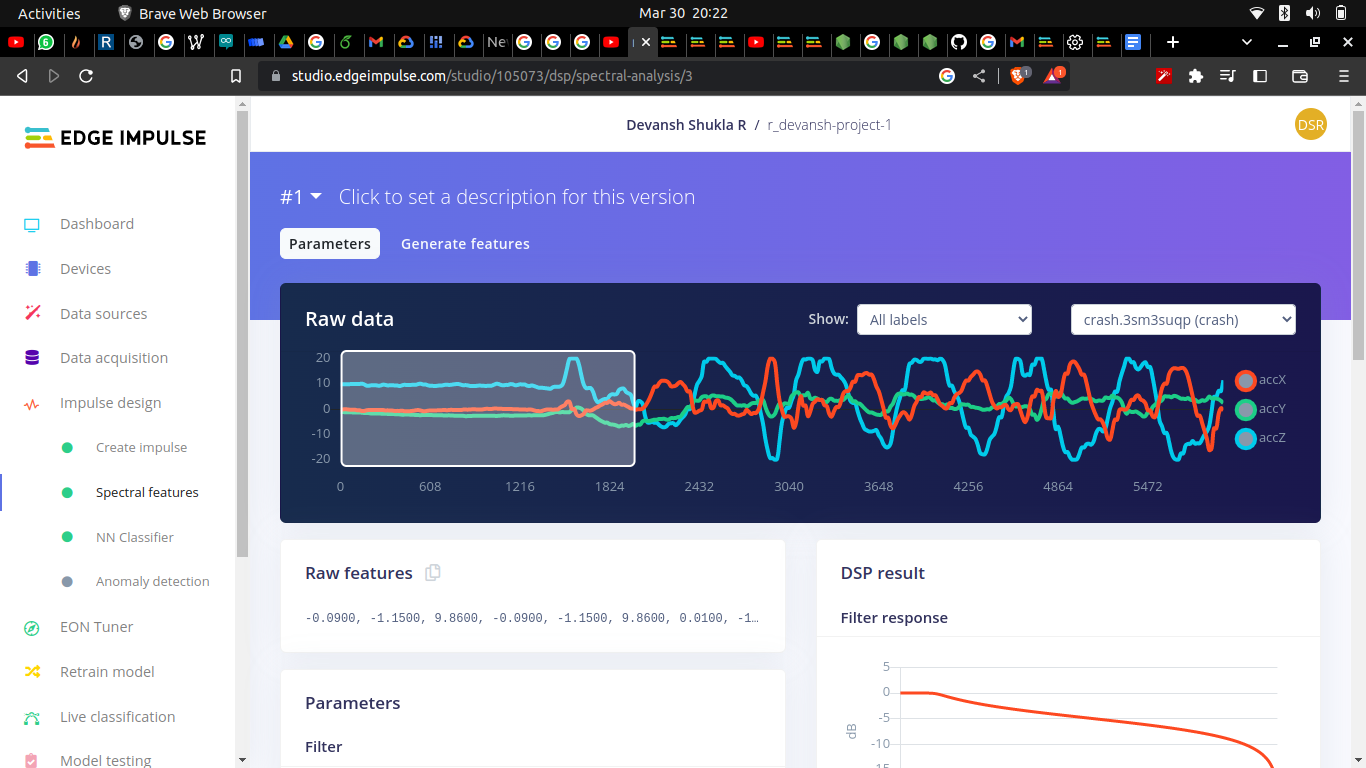 Activities
Brave Web Browser
Mar 30 20:22
studio.edgeimpulse.com/studio/105073/dsp/spectral-analysis/3
1
1
EDGE IMPULSE
Devansh Shukla R / r_devansh-project-1
DSR
#1
Click to set a description for this version
Parameters
Generate features
Dashboard
Devices
Data sources
Data acquisition
Impulse design
Create impulse
Spectral features
NN Classifier
Anomaly detection
EON Tuner
Retrain model
Live classification
Model testing
Raw data
Show:
All labels
crash.3sm3suqp (crash)
20
10
0
-10
-20
0 608 1216 1824 2432 3040 3648 4256 4864 5472
accX
accY
accZ
Raw features
-0.0900, -1.1500, 9.8600, -0.0900, -1.1500, 9.8600, 0.0100, -1…
Parameters
Filter
DSP result
Filter response
5
0
-5
-10
dB